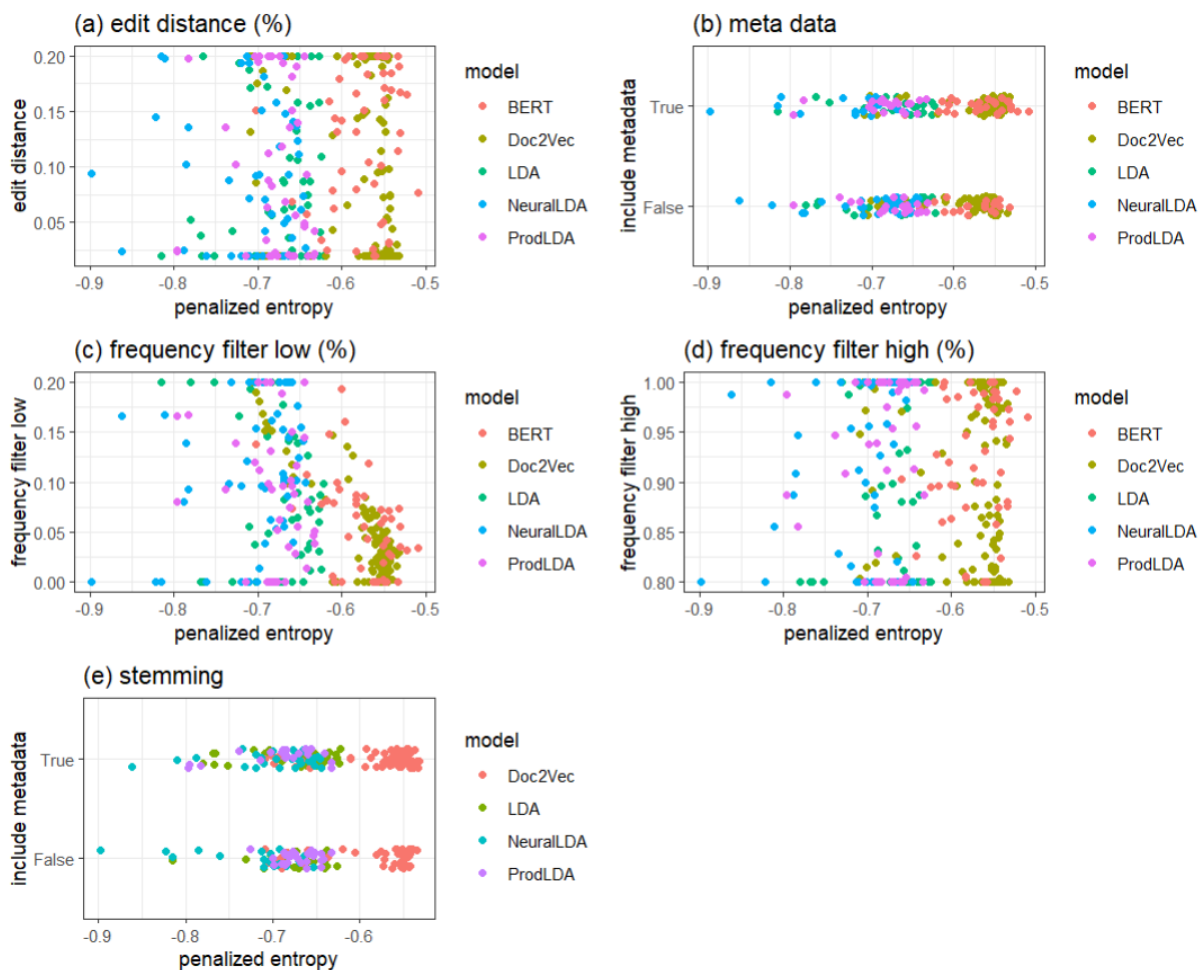 (a) edit distance (%)
edit distance
0.20
0.15
0.10
0.05
-0.9 -0.8 -0.7 -0.6 -0.5
penalized entropy
model
BERT
Doc2Vec
LDA
NeuralLDA
ProdLDA
(b) meta data
include metadata
True
False
-0.9 -0.8 -0.7 -0.6 -0.5
penalized entropy
model
BERT
Doc2Vec
LDA
NeuralLDA
ProdLDA
(c) frequency filter low (%)
frequency filter low
0.20
0.15
0.10
0.05
0.00
-0.9 -0.8 -0.7 -0.6 -0.5
penalized entropy
model
BERT
Doc2Vec
LDA
NeuralLDA
ProdLDA
(d) frequency filter high (%)
frequency filter high
1.00
0.95
0.90
0.85
0.80
-0.9 -0.8 -0.7 -0.6 -0.5
penalized entropy
model
BERT
Doc2Vec
LDA
NeuralLDA
ProdLDA
(e) stemming
include metadata
True
False
-0.9 -0.8 -0.7 -0.6
penalized entropy
model
Doc2Vec
LDA
NeuralLDA
ProdLDA